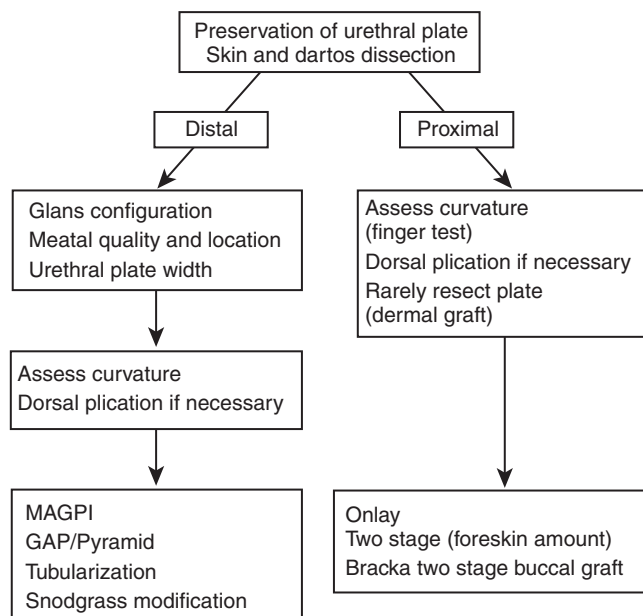 Preservation of urethral plate
Skin and dartos dissection
Distal
Proximal
Glans configuration
Meatal quality and location
Urethral plate width
Assess curvature
(finger test)
Dorsal plication if necessary
Rarely resect plate
(dermal graft)
Assess curvature
Dorsal plication if necessary
MAGPI
GAP/Pyramid
Tubularization
Snodgrass modification
Onlay
Two stage (foreskin amount)
Bracka two stage buccal graft